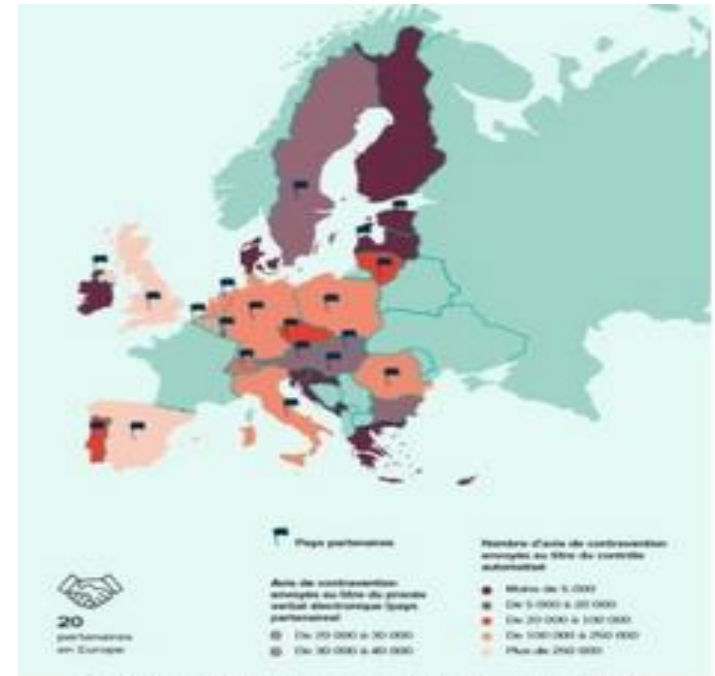 Pays partenaires
Avis de contravention
envoyés au titre du procès
verbal électronique (pays
partenaires)
De 20 000 à 30 000
De 30 000 à 40 000
20
partenaires
en Europe
Nombre d'avis de contravention
envoyés au titre du contrôle
automatisé
Moins de 5 000
De 5 000 à 20 000
De 20 000 à 100 000
De 100 000 à 250 000
Plus de 250 000